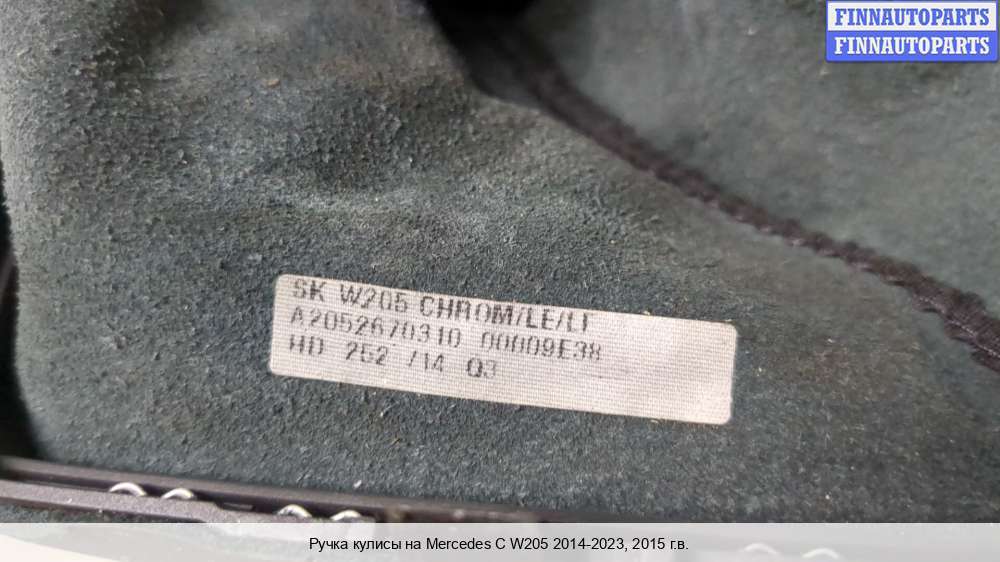 FINNAUTOPARTS
FINNAUTOPARTS
SK W205 CHROM/LE/LI
A2052670310 00009E38
HD 252 /14 Q3
Ручка кулисы на Mercedes C W205 2014-2023, 2015 г.в.